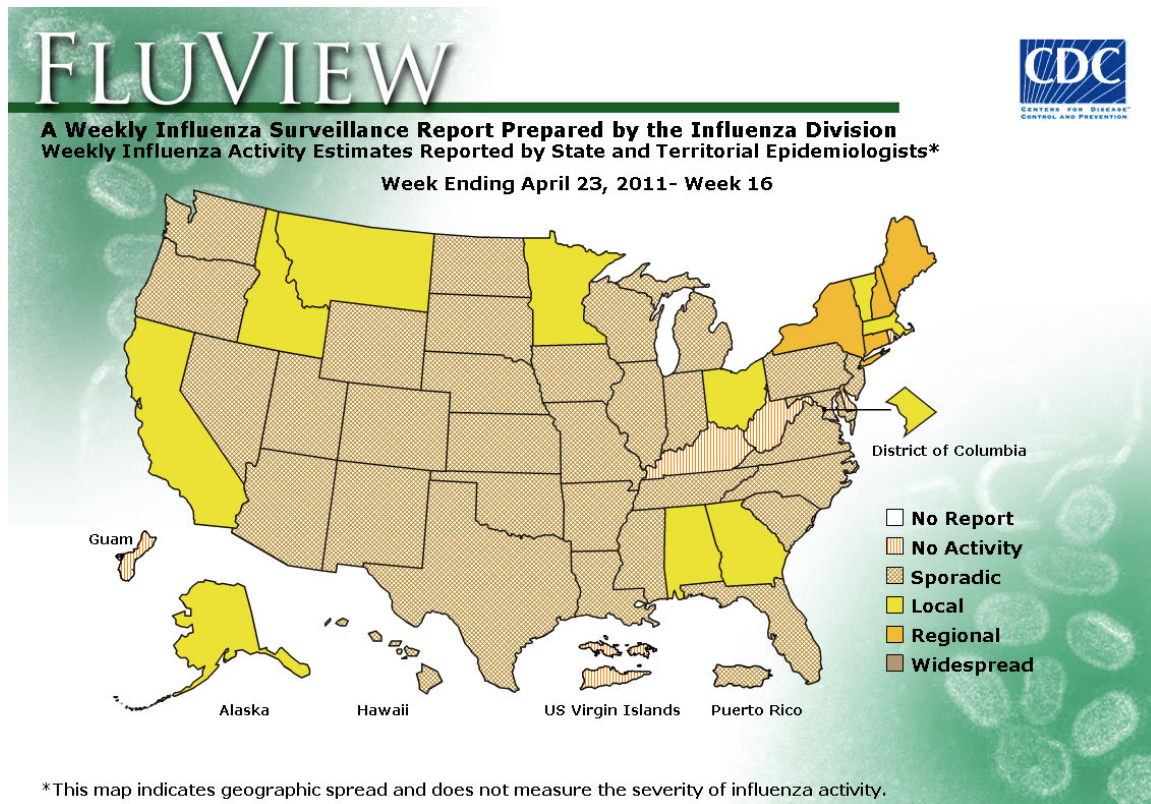 FLUVIEW
CDC
CENTERS FOR DISEASE™
CONTROL AND PREVENTION
A Weekly Influenza Surveillance Report Prepared by the Influenza Division
Weekly Influenza Activity Estimates Reported by State and Territorial Epidemiologists*
Week Ending April 23, 2011- Week 16
District of Columbia
No Report
No Activity
Sporadic
Local
Regional
Widespread
Guam
Alaska
Hawaii
US Virgin Islands
Puerto Rico
*This map indicates geographic spread and does not measure the severity of influenza activity.